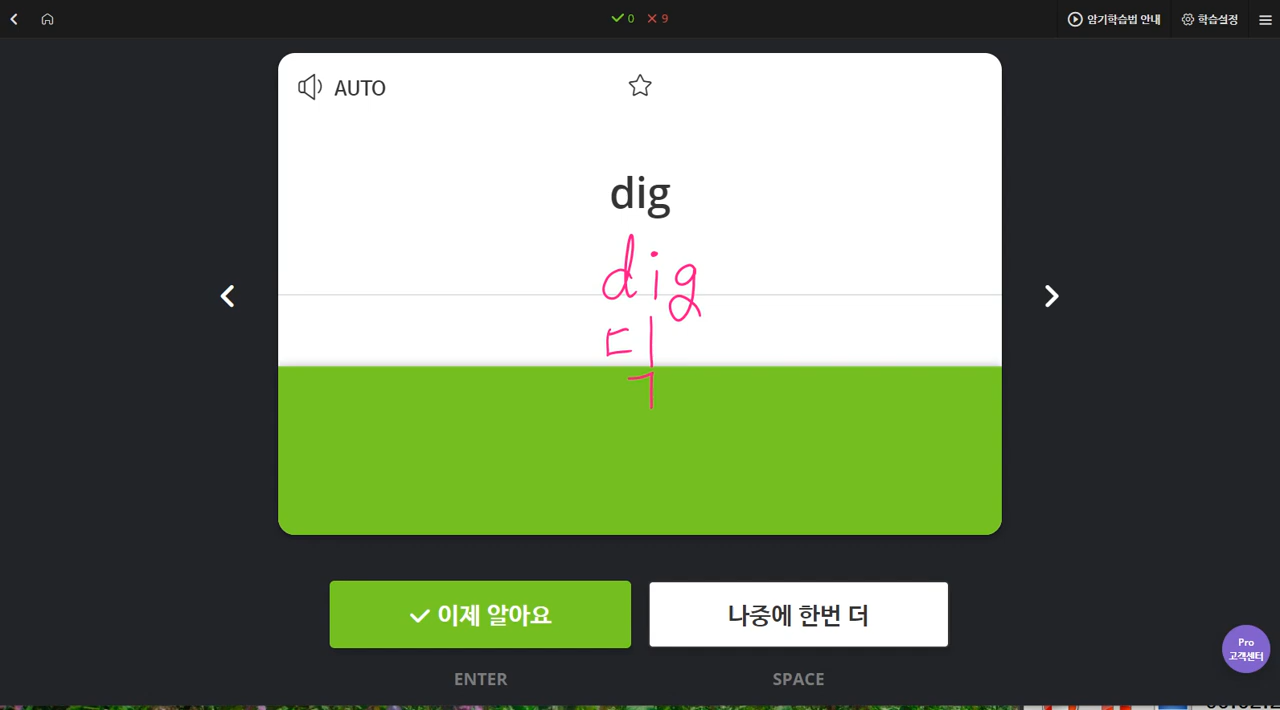 0 9 암기학습법 안내 학습설정
AUTO
dig
dig
딕
이제 알아요 나중에 한번 더
ENTER SPACE
Pro
고객센터